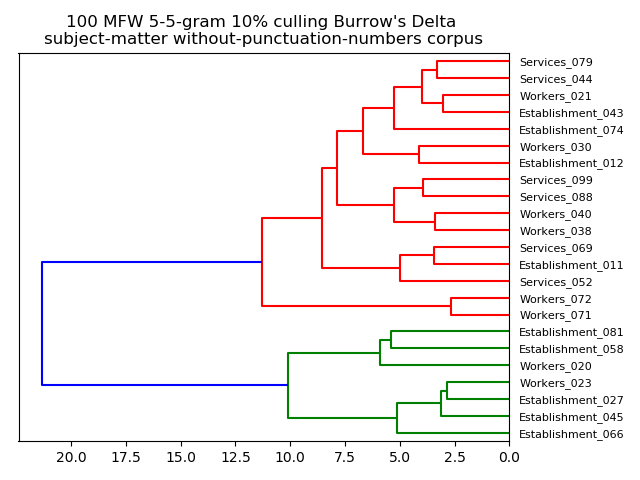 100 MFW 5-5-gram 10% culling Burrow's Delta
subject-matter without-punctuation-numbers corpus
Services_079
Services_044
Workers_021
Establishment_043
Establishment_074
Workers_030
Establishment_012
Services_099
Services_088
Workers_040
Workers_038
Services_069
Establishment_011
Services_052
Workers_072
Workers_071
Establishment_081
Establishment_058
Workers_020
Workers_023
Establishment_027
Establishment_045
Establishment_066
20.0 17.5 15.0 12.5 10.0 7.5 5.0 2.5 0.0